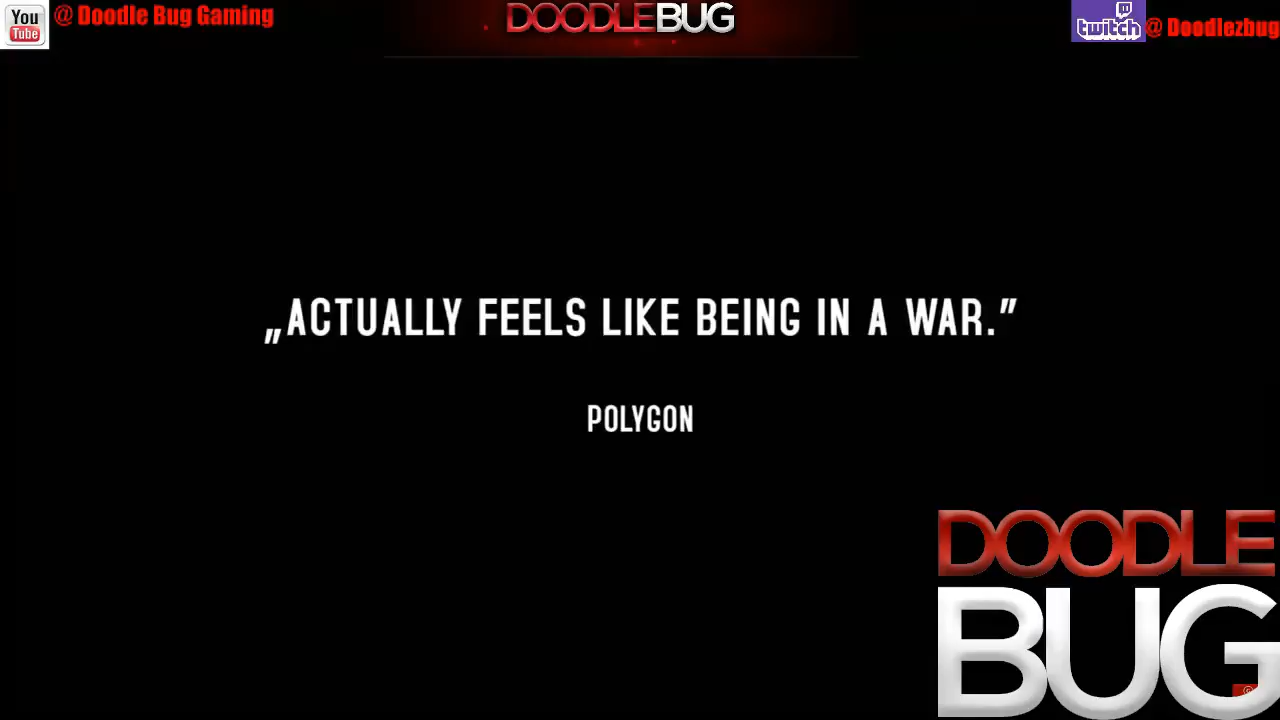 You
Tube
@ Doodle Bug Gaming
DOODLEBUG
twitch
@ Doodlezbug
„ACTUALLY FEELS LIKE BEING IN A WAR.”
POLYGON
DOODLE
BUG